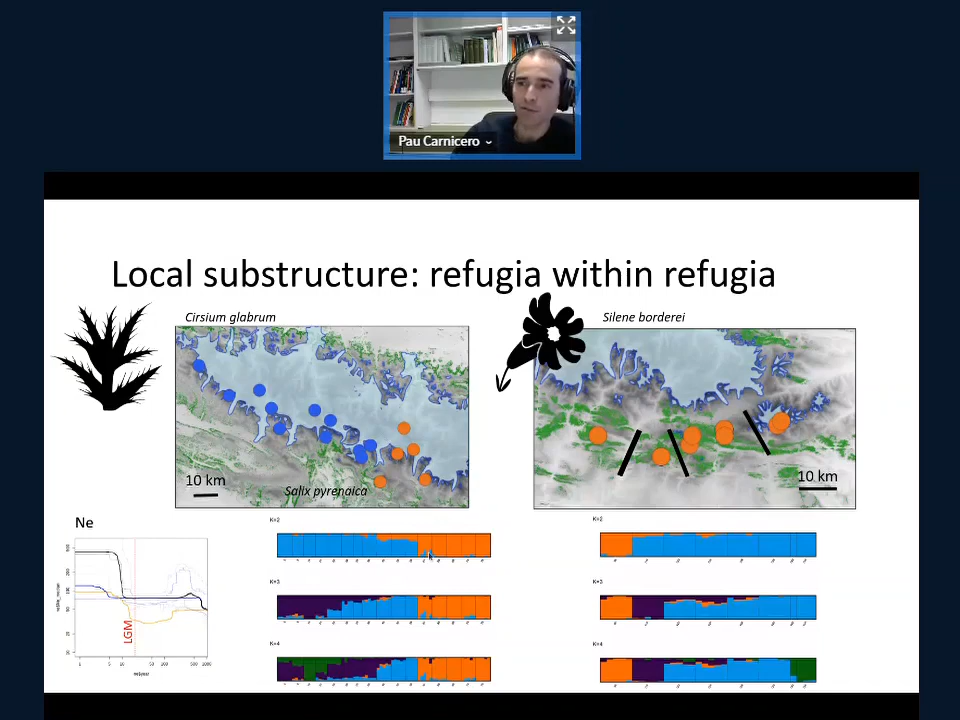 Pau Carnicero
Local substructure: refugia within refugia
Cirsium glabrum
Silene borderei
10 km
Salix pyrenaica
10 km
Ne
LGM
K=2
K=3
K=4
K=2
K=3
K=4